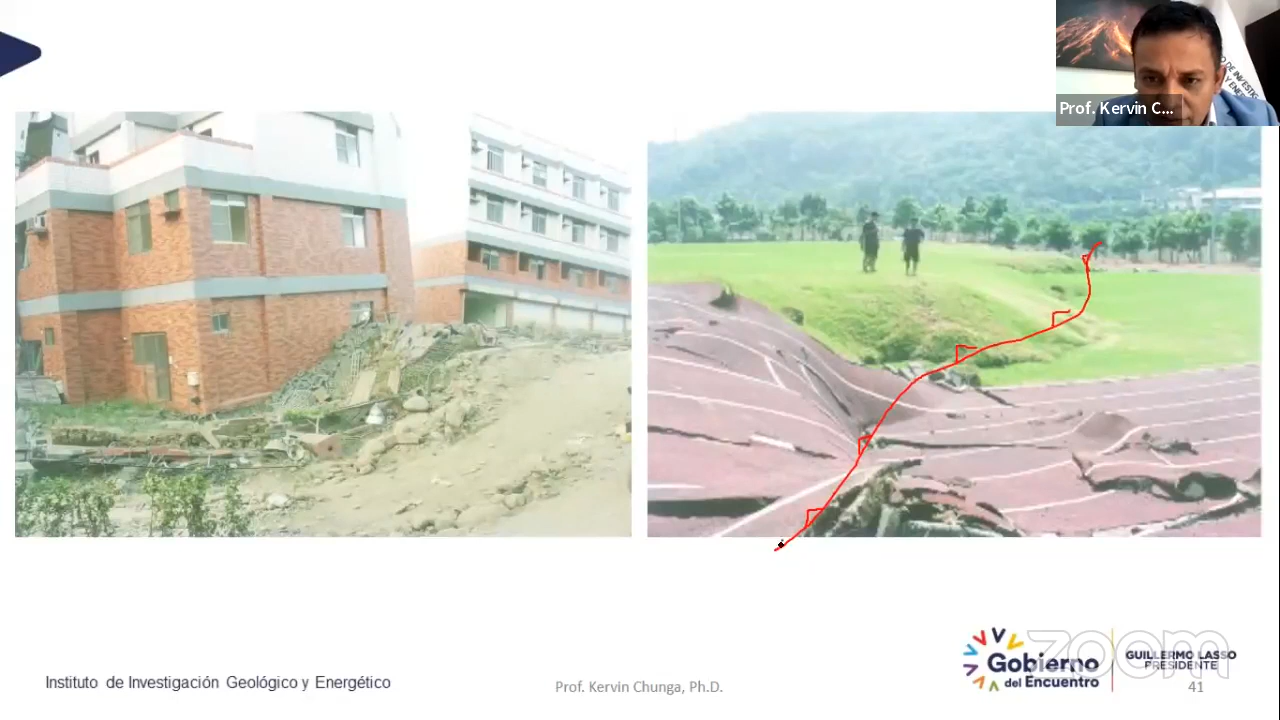 Prof. Kervin C...
Instituto de Investigación Geológico y Energético
Prof. Kervin Chunga, Ph.D.
Gobierno
del Encuentro
zoom
GUILLERMO LASSO
PRESIDENTE
41